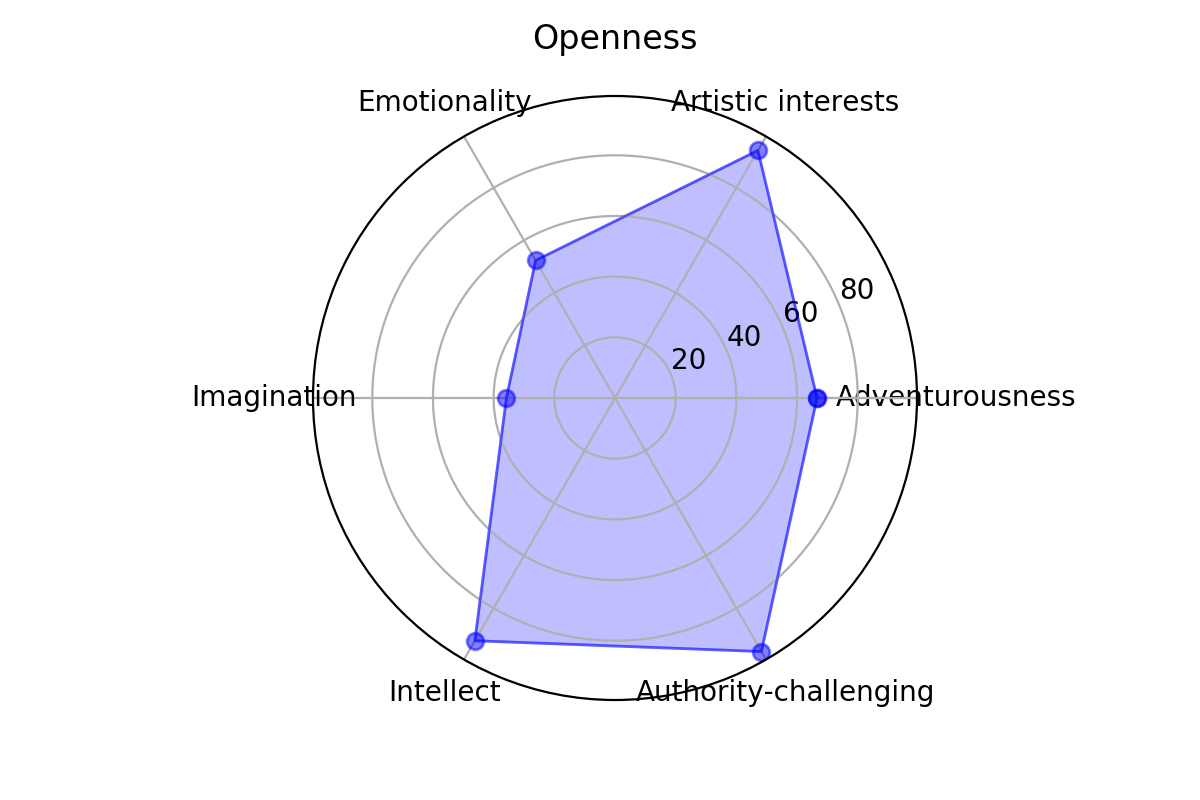 Openness
Emotionality
Artistic interests
80
60
40
20
Imagination
Adventurousness
Intellect
Authority-challenging